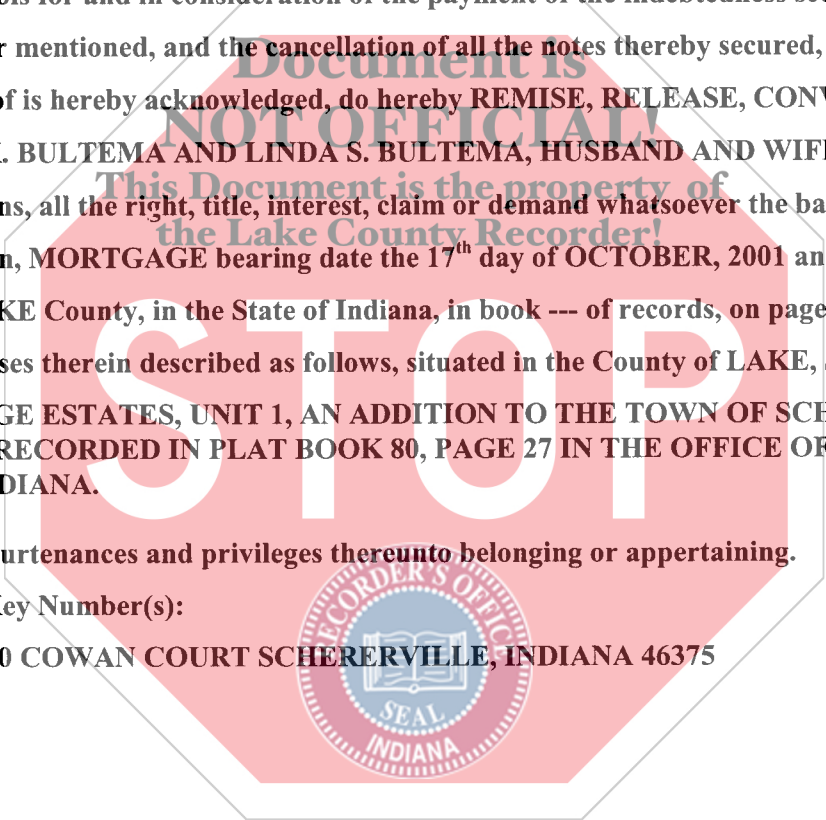 for and in consideration of the payment of the indebtedness
mentioned, and the cancellation of all the notes thereby secured,
Document is
of is hereby acknowledged, do hereby REMISE, RELEASE,
NOT OFFICIAL!
. BULTEMA AND LINDA S. BULTEMA, HUSBAND AND WIFE
This Document is the property of
ns, all the right, title, interest, claim or demand whatsoever the
the Lake County Recorder!
n, MORTGAGE bearing date the 17th day of OCTOBER, 2001 an
KE County, in the State of Indiana, in book --- of records, on page
ses therein described as follows, situated in the County of LAKE,
STOP
GE ESTATES, UNIT 1, AN ADDITION TO THE TOWN OF SCH
RECORDED IN PLAT BOOK 80, PAGE 27 IN THE OFFICE OF
DIANA.
urtenances and privileges thereunto belonging or appertaining.
Key Number(s):
0 COWAN COURT SCHERERVILLE, INDIANA 46375
RECORDER'S OFFICE
SEAL
INDIANA